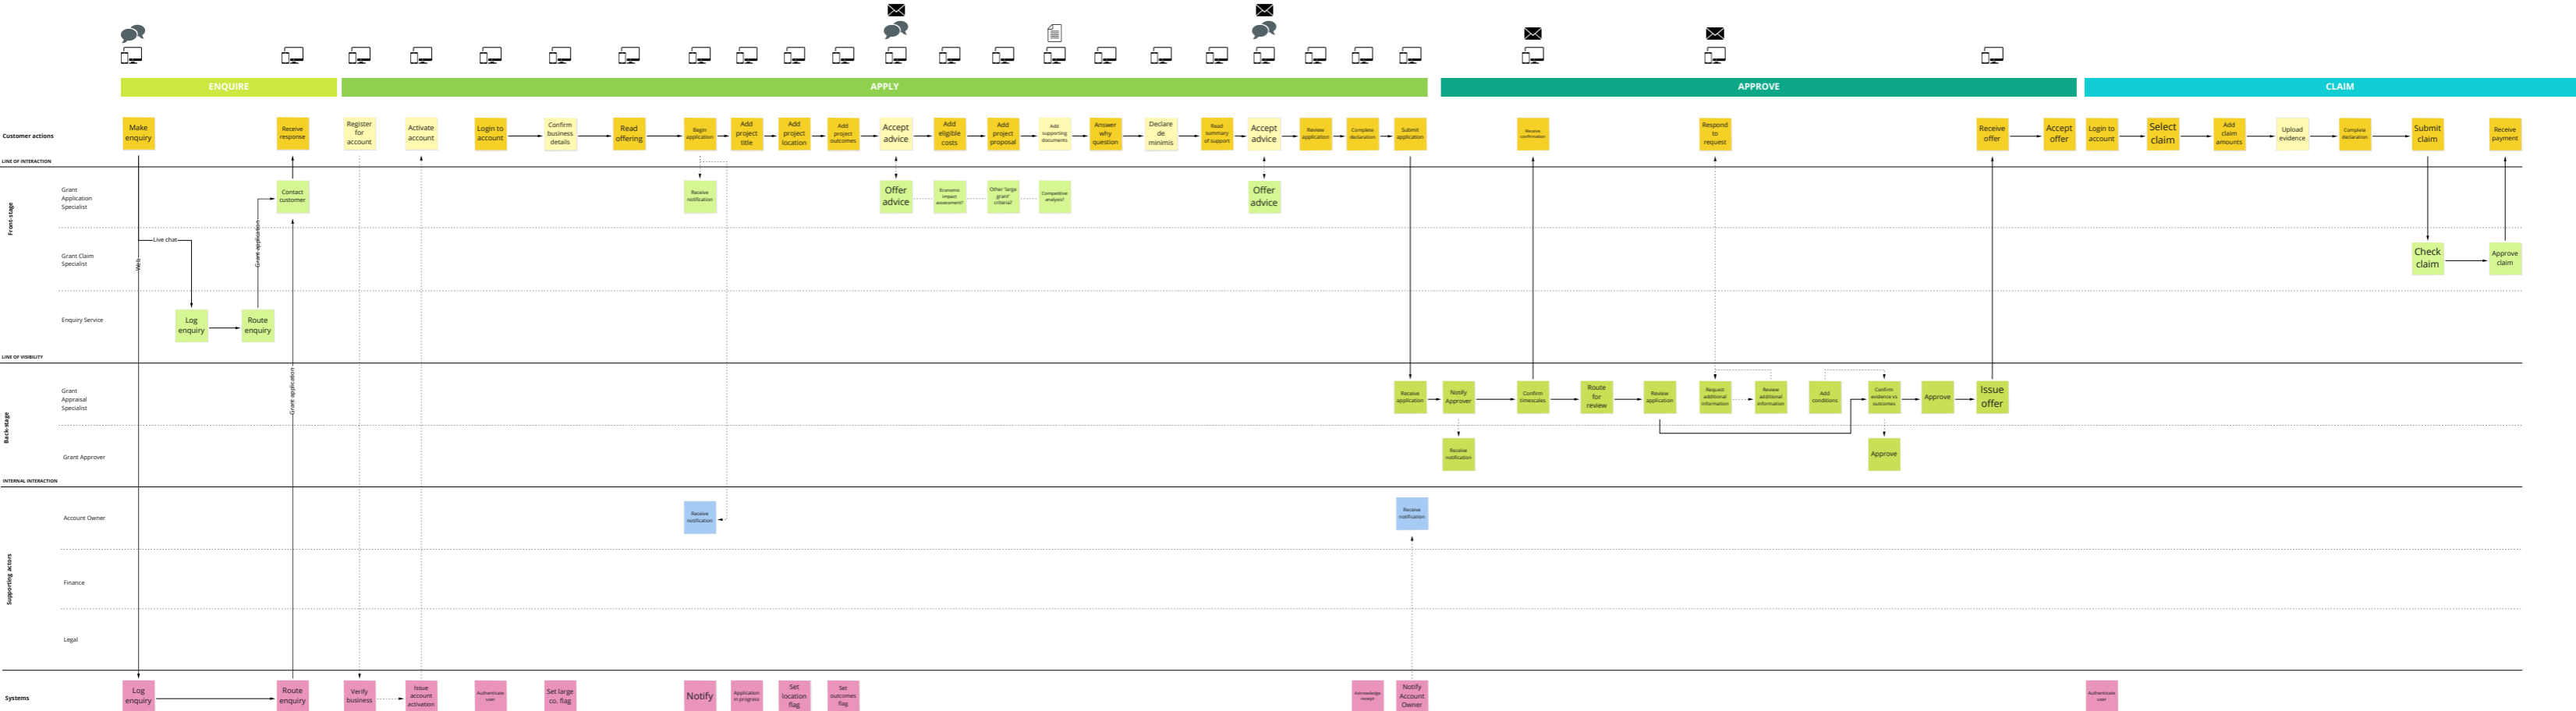 ENQUIRE
APPLY
APPROVE
CLAIM
Customer actions
Make
enquiry
Receive
response
Register
for
account
Activate
account
Login to
account
Confirm
business
details
Read
offering
Begin
application
Add
project
title
Add
project
location
Add
project
outcomes
Accept
advice
Add
eligible
costs
Add
project
proposal
Add
supporting
documents
Answer
why
question
Declare
de
minimis
Read
summary
of support
Accept
advice
Review
application
Complete
declaration
Submit
application
Receive
confirmation
Respond
to
request
Receive
offer
Accept
offer
Login to
account
Select
claim
Add
claim
amounts
Upload
evidence
Complete
declaration
Submit
claim
Receive
payment
LINE OF INTERACTION
Front-stage
Grant
Application
Specialist
Contact
customer
Receive
notification
Offer
advice
Economic
impact
assessment?
Other 'large
grant'
criteria?
Competitive
analysis?
Offer
advice
Live chat
Web
Grant application
Grant Claim
Specialist
Check
claim
Approve
claim
Enquiry Service
Log
enquiry
Route
enquiry
LINE OF VISIBILITY
Grant application
Back-stage
Grant
Appraisal
Specialist
Receive
application
Notify
Approver
Confirm
timescales
Route
for
review
Review
application
Request
additional
information
Review
additional
information
Add
conditions
Confirm
evidence vs
outcomes
Approve
Issue
offer
Grant Approver
Receive
notification
Approve
INTERNAL INTERACTION
Supporting actors
Account Owner
Receive
notification
Receive
notification
Finance
Legal
Systems
Log
enquiry
Route
enquiry
Verify
business
Issue
account
activation
Authenticate
user
Set large
co. flag
Notify
Application
in progress
Set
location
flag
Set
outcomes
flag
Acknowledge
receipt
Notify
Account
Owner
Authenticate
user